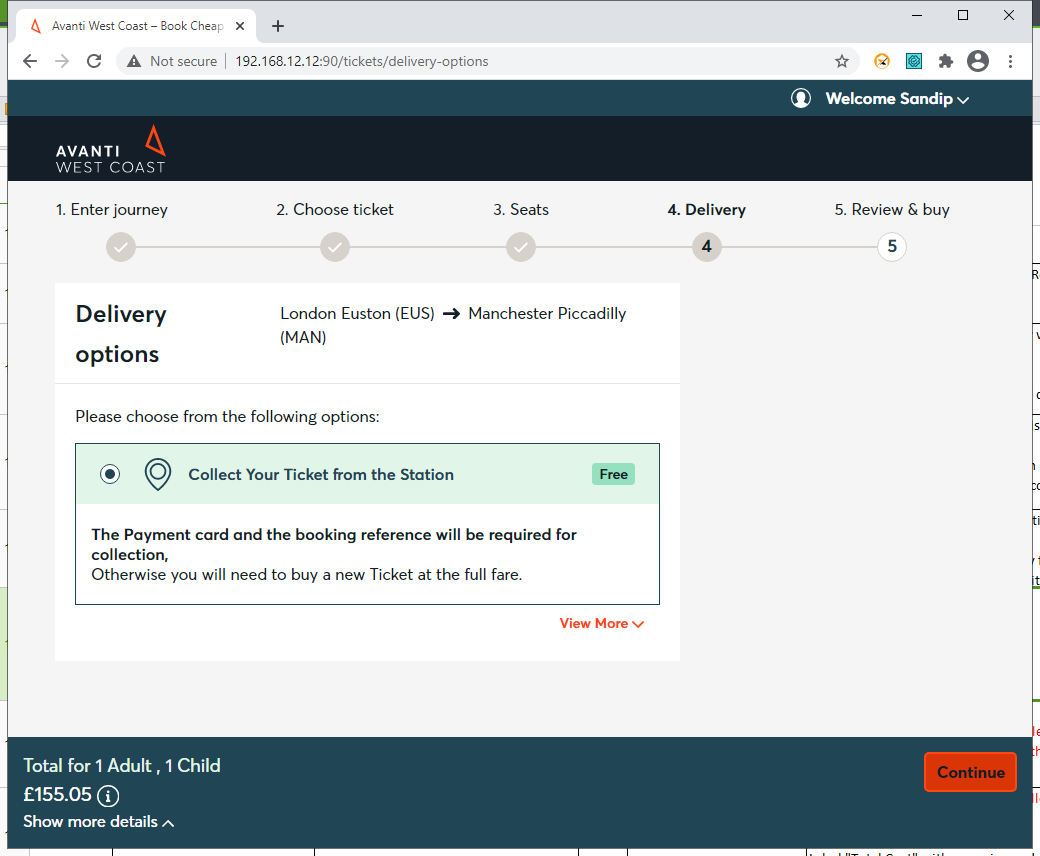 Avanti West Coast – Book Cheap
Not secure
192.168.12.12:90/tickets/delivery-options
Welcome Sandip
AVANTI
WEST COAST
1. Enter journey
2. Choose ticket
3. Seats
4. Delivery
5. Review & buy
4
5
Delivery
options
London Euston (EUS) → Manchester Piccadilly
(MAN)
Please choose from the following options:
Collect Your Ticket from the Station
Free
The Payment card and the booking reference will be required for
collection,
Otherwise you will need to buy a new Ticket at the full fare.
View More
Total for 1 Adult , 1 Child
£155.05
Show more details
Continue